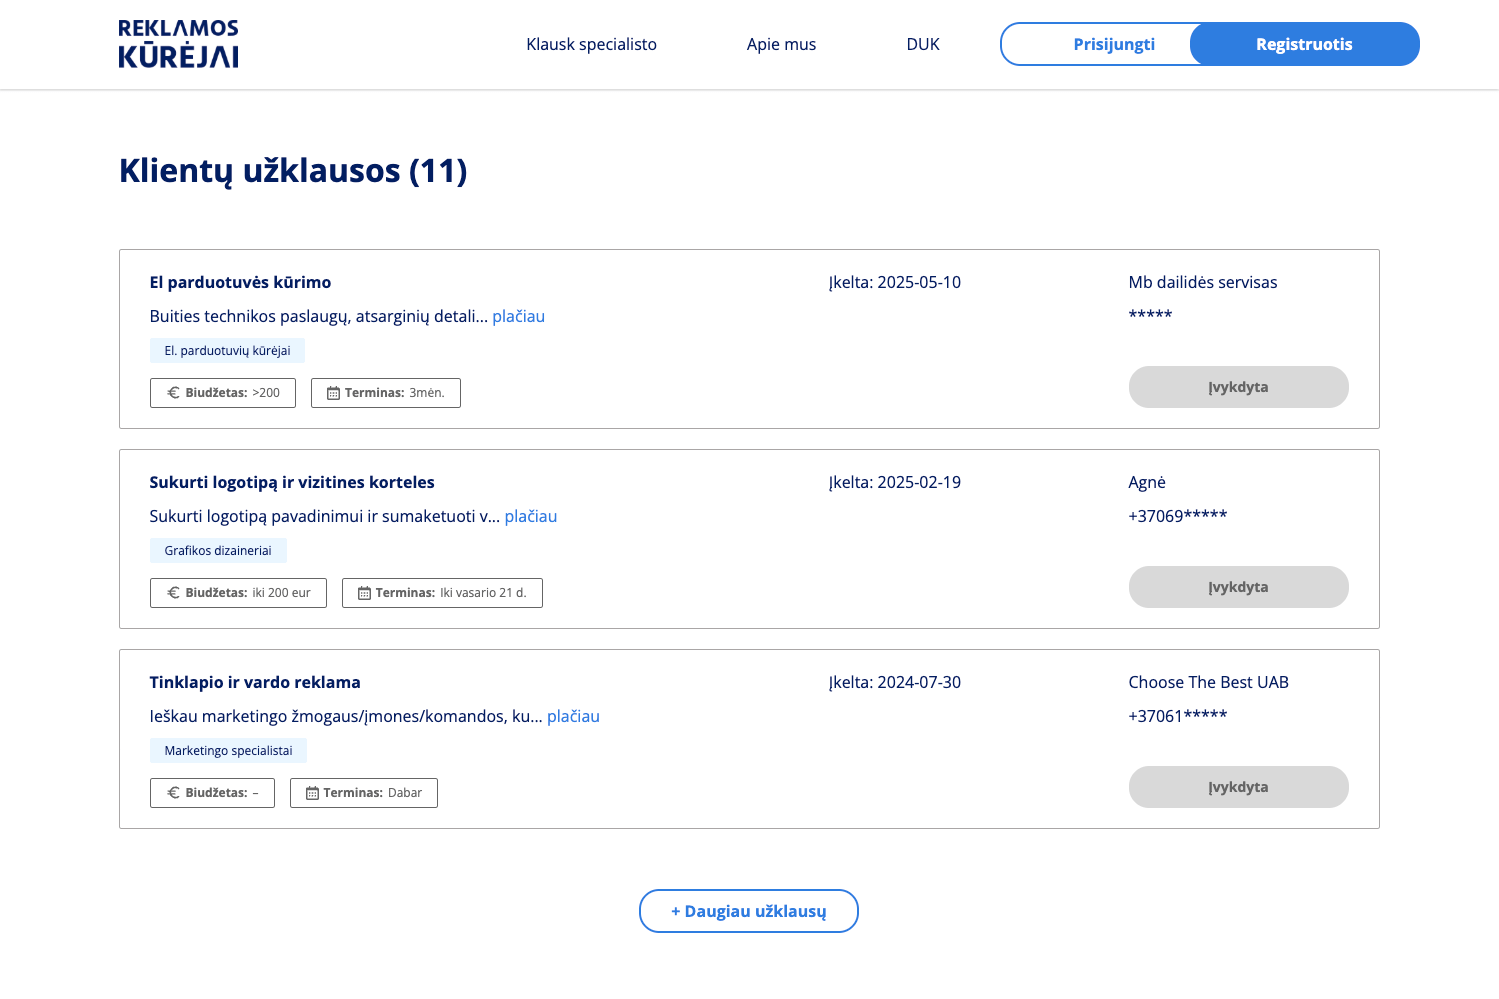 REKLAMOS
KŪRĖJAI
Klausk specialisto
Apie mus
DUK
Prisijungti
Registruotis
Klientų užklausos (11)
El parduotuvės kūrimo
Įkelta: 2025-05-10
Mb dailidės servisas
Buities technikos paslaugų, atsarginių detali... plačiau
*****
El. parduotuvių kūrėjai
Biudžetas: >200
Terminas: 3mėn.
Įvykdyta
Sukurti logotipą ir vizitines korteles
Įkelta: 2025-02-19
Agnė
Sukurti logotipą pavadinimui ir sumaketuoti v... plačiau
+37069*****
Grafikos dizaineriai
Biudžetas: iki 200 eur
Terminas: Iki vasario 21 d.
Įvykdyta
Tinklapio ir vardo reklama
Įkelta: 2024-07-30
Choose The Best UAB
Ieškau marketingo žmogaus/įmones/komandos, ku... plačiau
+37061*****
Marketingo specialistai
Biudžetas: –
Terminas: Dabar
Įvykdyta
+ Daugiau užklausų